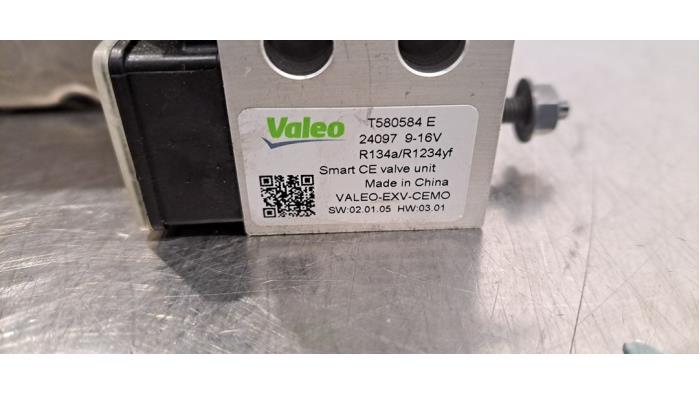 Valeo T580584 E
24097 9-16V
R134a/R1234yf
Smart CE valve unit
Made in China
VALEO-EXV-CEMO
SW:02.01.05 HW:03.01